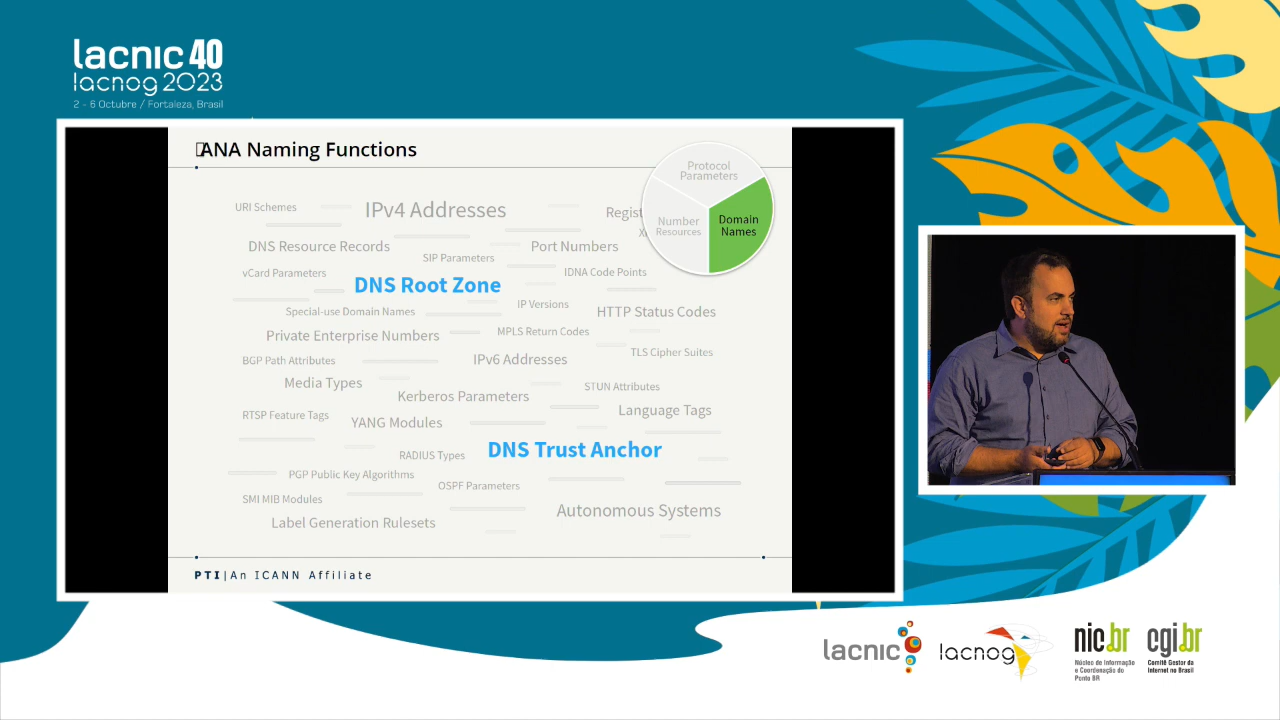 lacnic 40
lacnog 2023
2 - 6 Octubre / Fortaleza, Brasil
ANA Naming Functions
Protocol
Parameters
Number
Resources
Domain
Names
URI Schemes
IPv4 Addresses
Regist
DNS Resource Records
Port Numbers
SIP Parameters
vCard Parameters
IDNA Code Points
DNS Root Zone
IP Versions
Special-use Domain Names
HTTP Status Codes
Private Enterprise Numbers
MPLS Return Codes
BGP Path Attributes
IPv6 Addresses
TLS Cipher Suites
Media Types
STUN Attributes
Kerberos Parameters
RTSP Feature Tags
Language Tags
YANG Modules
RADIUS Types
DNS Trust Anchor
PGP Public Key Algorithms
OSPF Parameters
SMI MIB Modules
Autonomous Systems
Label Generation Rulesets
PTI|An ICANN Affiliate
lacnic
lacnog
nic.br
Núcleo de Informação
e Coordenação do
Ponto BR
cgi.br
Comitê Gestor da
Internet no Brasil